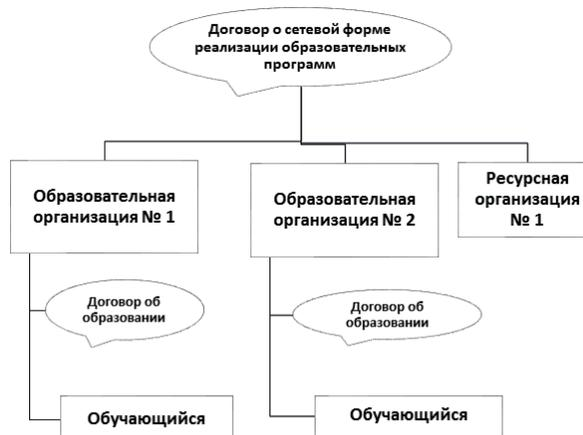 Договор о сетевой форме
реализации образовательных
программ
Образовательная
организация № 1
Образовательная
организация № 2
Ресурсная
организация
№ 1
Договор об
образовании
Договор об
образовании
Обучающийся
Обучающийся